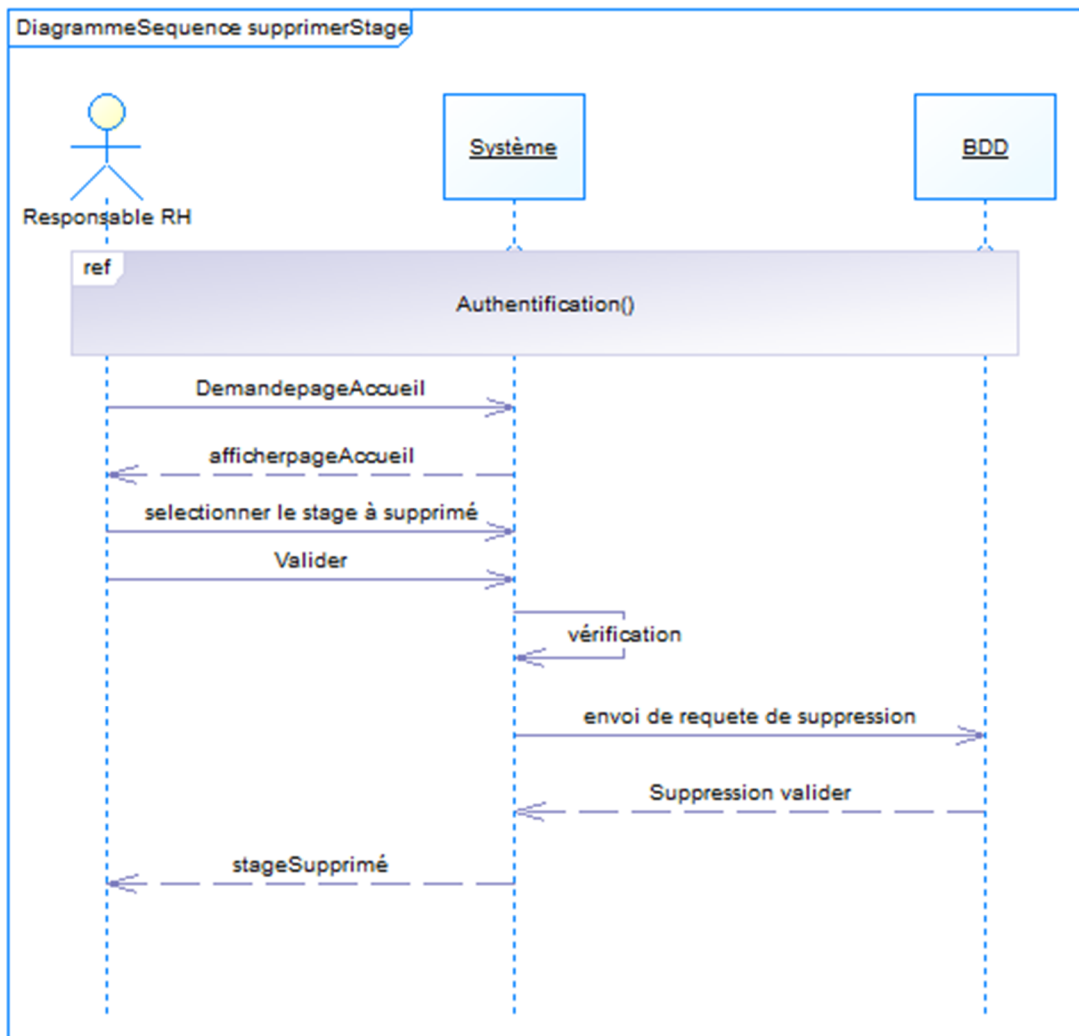 DiagrammeSequence supprimerStage
Responsable RH
Système
BDD
ref
Authentification()
DemandepageAccueil
afficherpageAccueil
selectionner le stage à supprimé
Valider
vérification
envoi de requete de suppression
Suppression valider
stageSupprimé